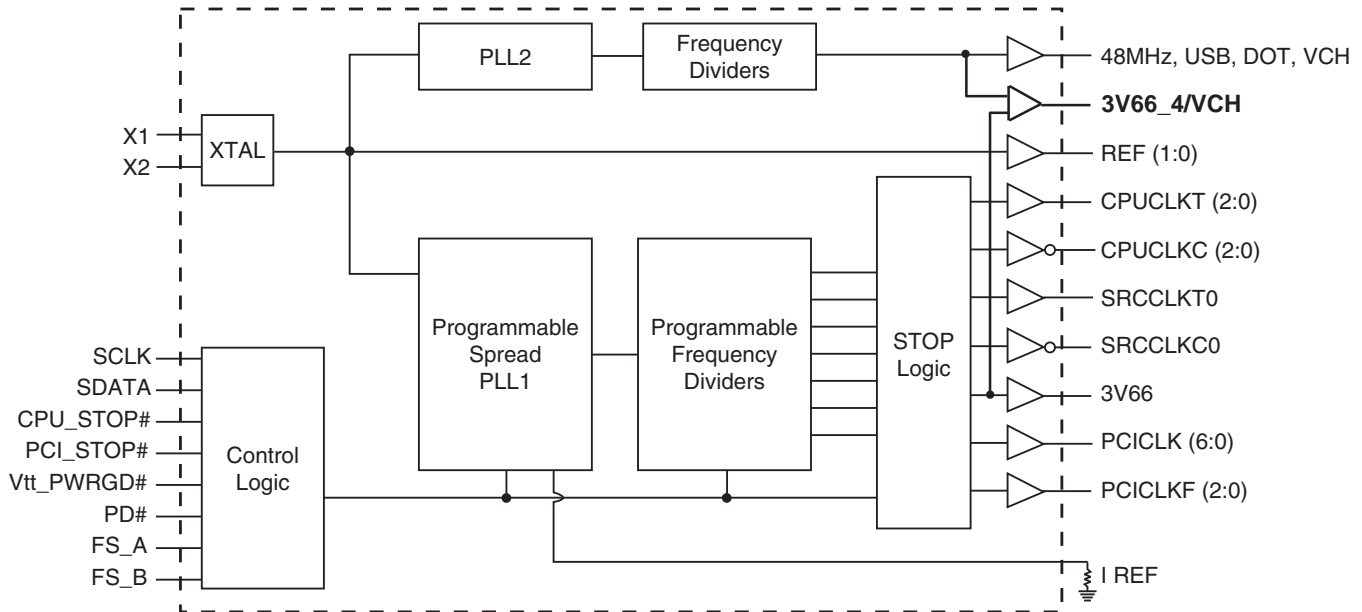 PLL2
Frequency
Dividers
48MHz, USB, DOT, VCH
3V66_4/VCH
X1
X2
XTAL
REF (1:0)
CPUCLKT (2:0)
CPUCLKC (2:0)
SRCCLKT0
SRCCLKC0
3V66
PCICLK (6:0)
PCICLKF (2:0)
I REF
Programmable
Spread
PLL1
Programmable
Frequency
Dividers
STOP
Logic
SCLK
SDATA
CPU_STOP#
PCI_STOP#
Vtt_PWRGD#
PD#
FS_A
FS_B
Control
Logic